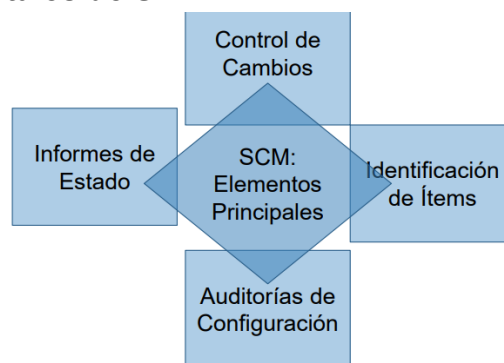 Control de
Cambios
Informes de
Estado
SCM:
Elementos
Principales
Identificación
de Ítems
Auditorías de
Configuración